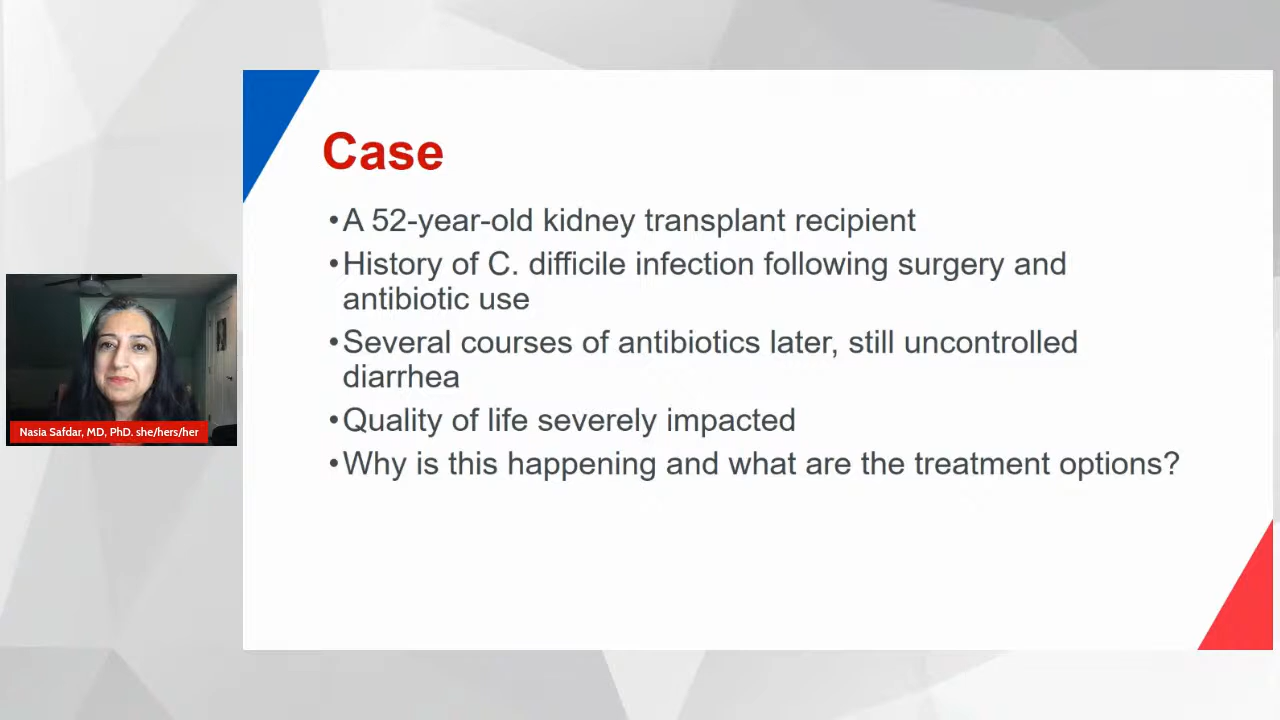 Case
•A 52-year-old kidney transplant recipient
•History of C. difficile infection following surgery and
antibiotic use
•Several courses of antibiotics later, still uncontrolled
diarrhea
•Quality of life severely impacted
•Why is this happening and what are the treatment options?
Nasia Safdar, MD, PhD. she/hers/her